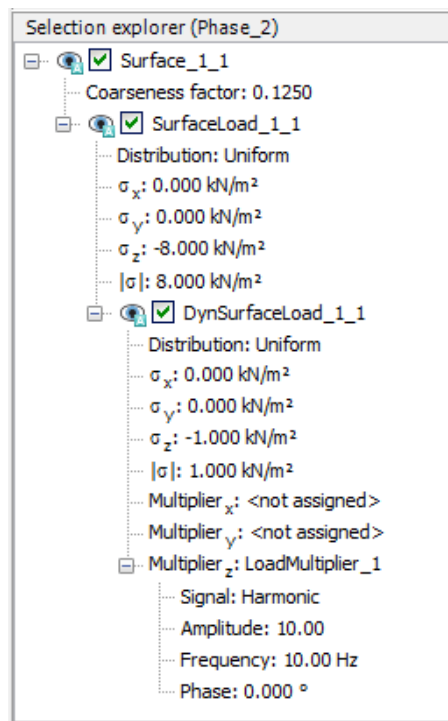 Selection explorer (Phase_2)
Surface_1_1
Coarseness factor: 0.1250
SurfaceLoad_1_1
Distribution: Uniform
σx: 0.000 kN/m²
σy: 0.000 kN/m²
σz: -8.000 kN/m²
|σ|: 8.000 kN/m²
DynSurfaceLoad_1_1
Distribution: Uniform
σx: 0.000 kN/m²
σy: 0.000 kN/m²
σz: -1.000 kN/m²
|σ|: 1.000 kN/m²
Multiplierx: <not assigned>
Multipliery: <not assigned>
Multiplierz: LoadMultiplier_1
Signal: Harmonic
Amplitude: 10.00
Frequency: 10.00 Hz
Phase: 0.000 °